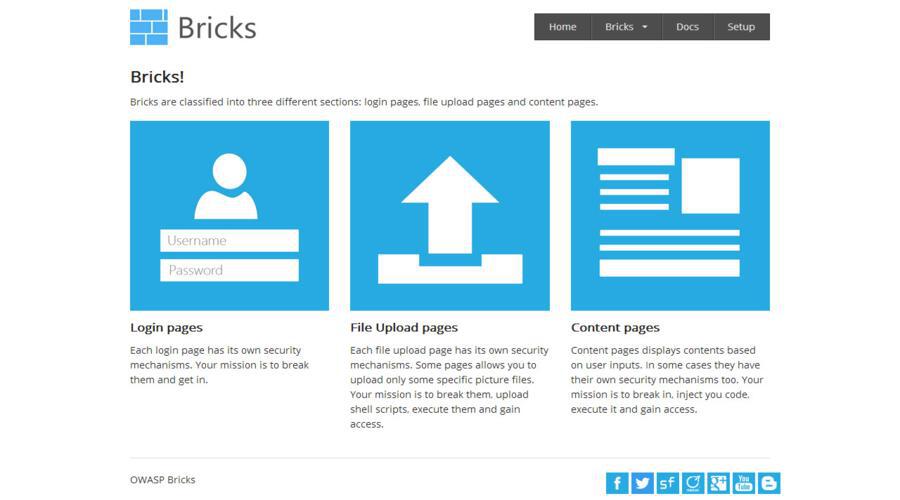 Bricks
Home Bricks Docs Setup
Bricks!
Bricks are classified into three different sections: login pages, file upload pages and content pages.
Username
Password
Login pages
Each login page has its own security
mechanisms. Your mission is to break
them and get in.
File Upload pages
Each file upload page has its own security
mechanisms. Some pages allows you to
upload only some specific picture files.
Your mission is to break them, upload
shell scripts, execute them and gain
access.
Content pages
Content pages displays contents based
on user inputs. In some cases they have
their own security mechanisms too. Your
mission is to break in, inject you code,
execute it and gain access.
OWASP Bricks
f sf g+ You Tube